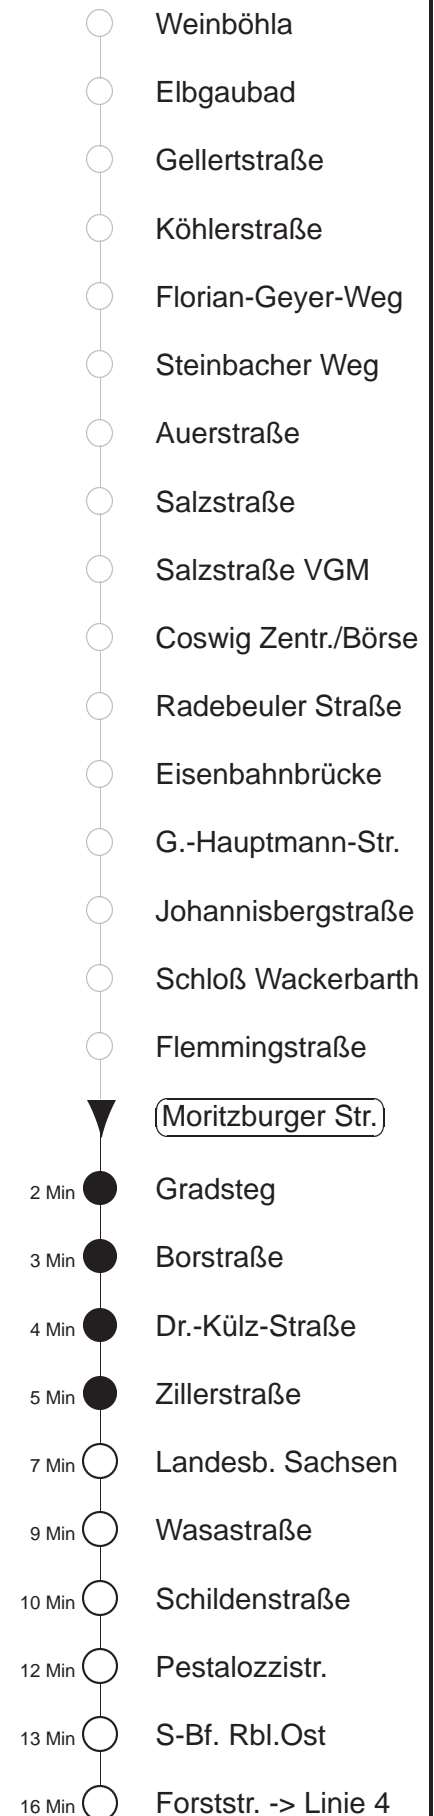 Weinböhla
Elbgaubad
Gellertstraße
Köhlerstraße
Florian-Geyer-Weg
Steinbacher Weg
Auerstraße
Salzstraße
Salzstraße VGM
Coswig Zentr./Börse
Radebeuler Straße
Eisenbahnbrücke
G.-Hauptmann-Str.
Johannisbergstraße
Schloß Wackerbarth
Flemmingstraße
Moritzburger Str.
2 Min Gradsteg
3 Min Borstraße
4 Min Dr.-Külz-Straße
5 Min Zillerstraße
7 Min Landesb. Sachsen
9 Min Wasastraße
10 Min Schildenstraße
12 Min Pestalozzistr.
13 Min S-Bf. Rbl.Ost
16 Min Forststr. -> Linie 4